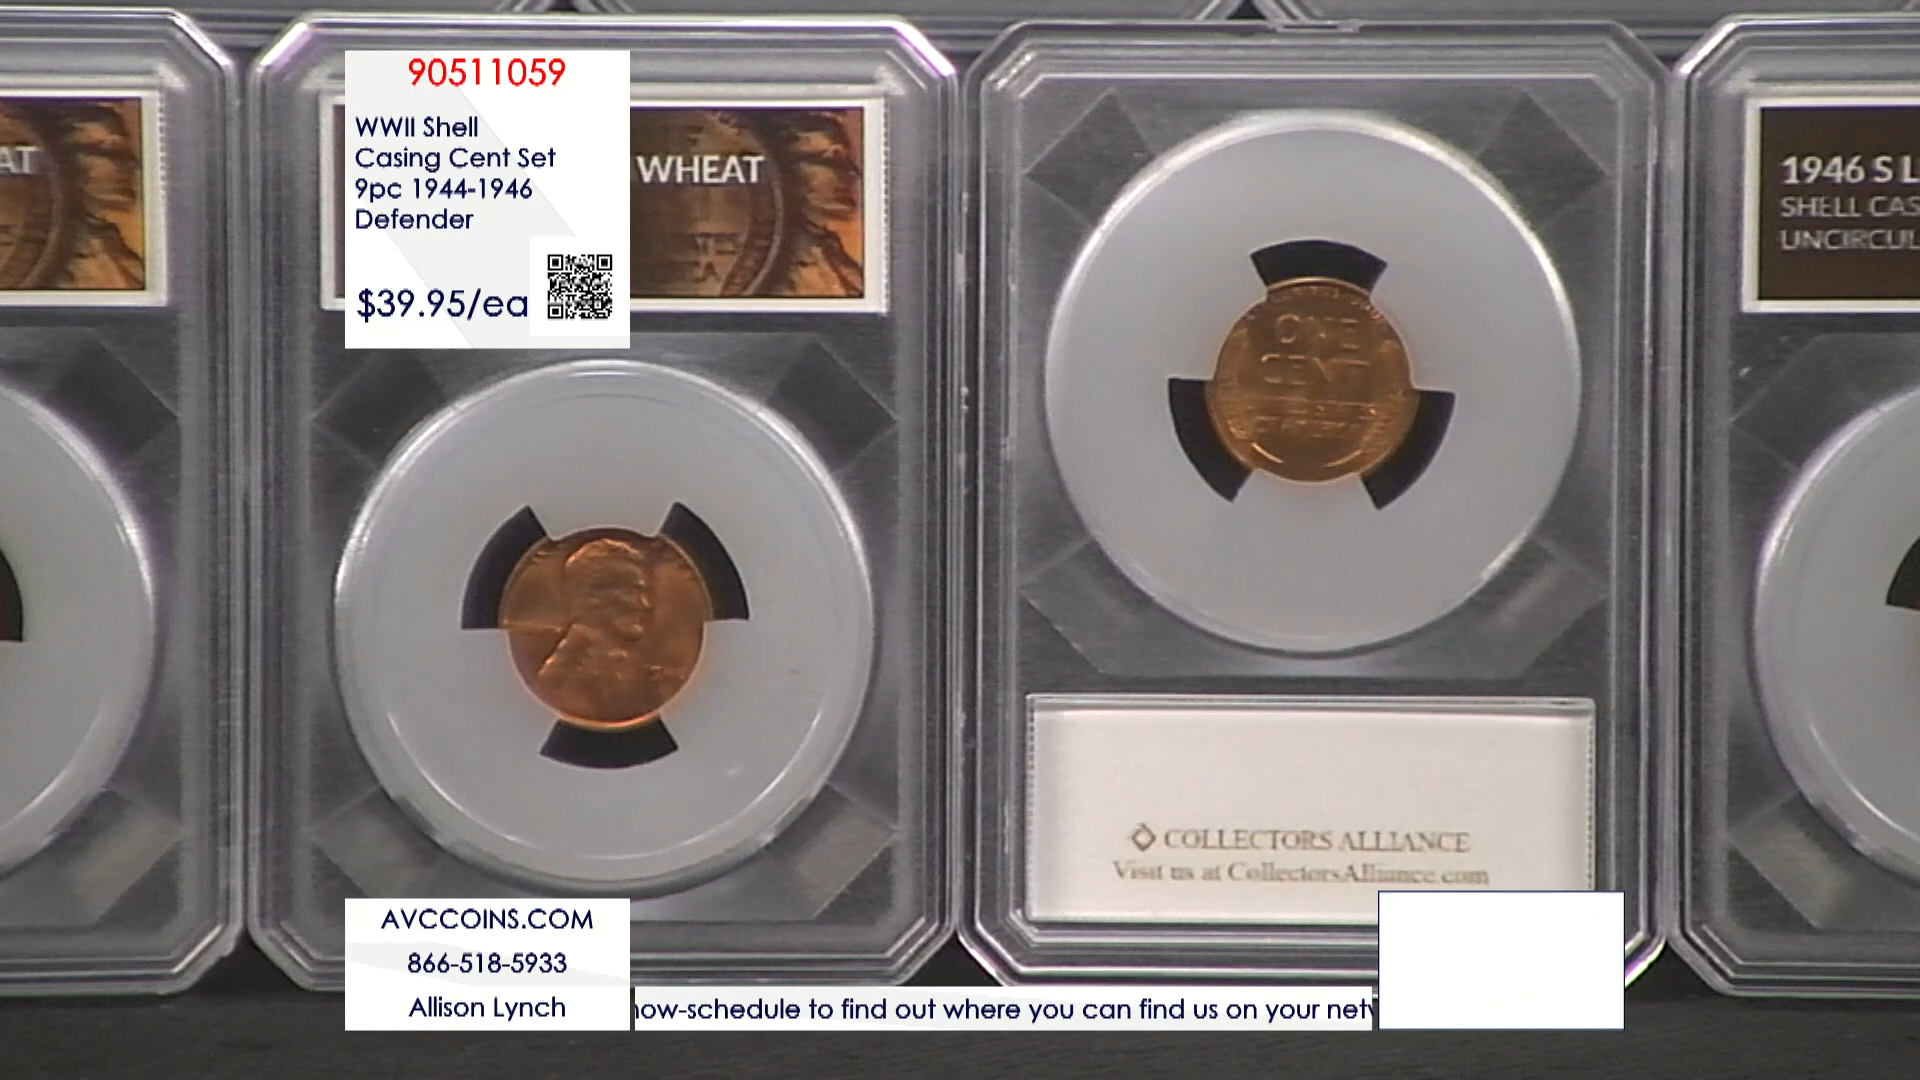 90511059
WWII Shell
Casing Cent Set
9pc 1944-1946
Defender
$39.95/ea
AT
WHEAT
1946 S L
SHELL CAS
UNCIRCUL
ONE
CENT
COLLECTORS ALLIANCE
Visit us at CollectorsAlliance.com
AVCCOINS.COM
866-518-5933
Allison Lynch
now-schedule to find out where you can find us on your net